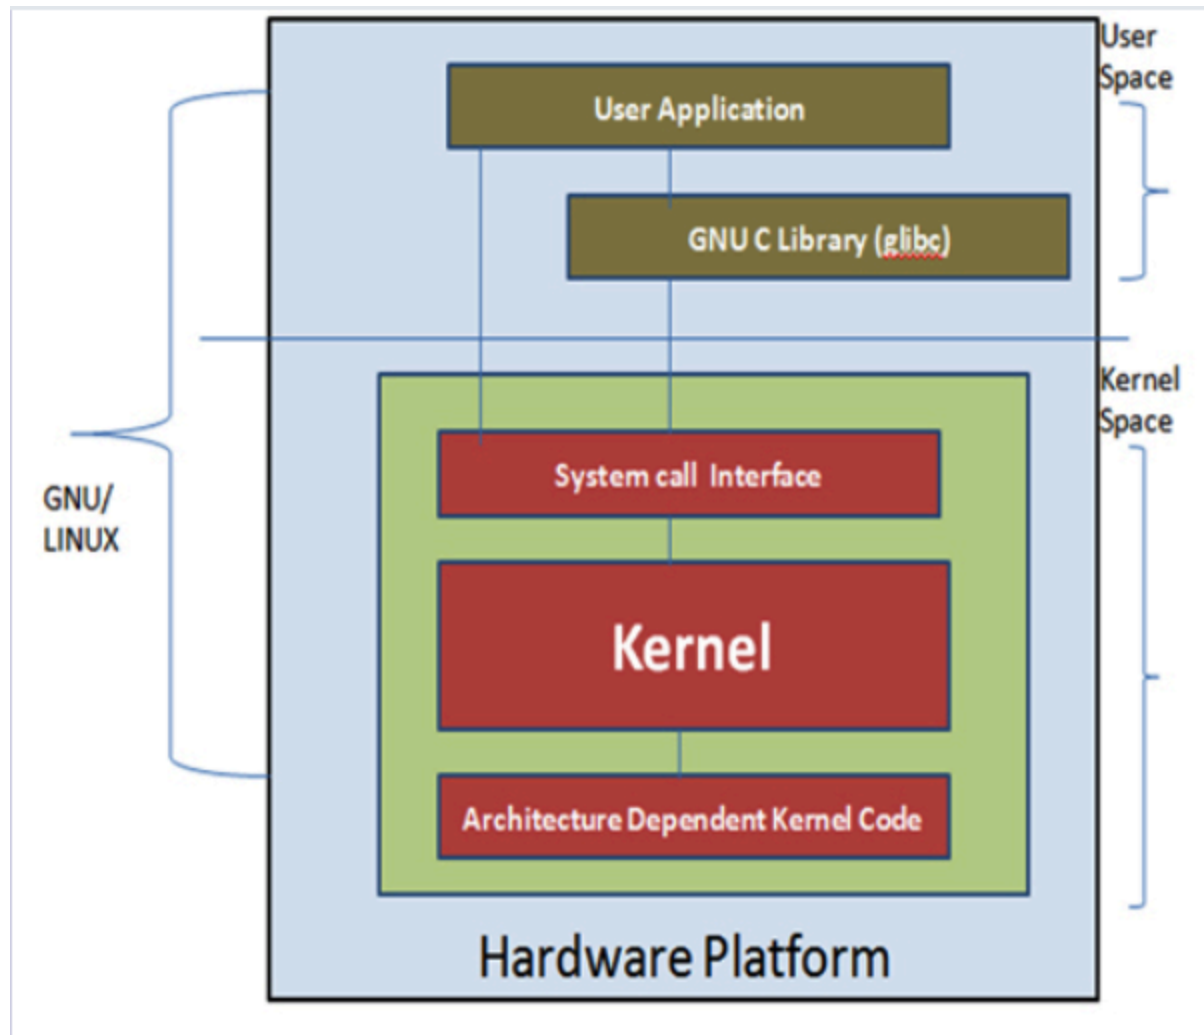 User
Space
User Application
GNU C Library (glibc)
Kernel
Space
System call Interface
GNU/
LINUX
Kernel
Architecture Dependent Kernel Code
Hardware Platform